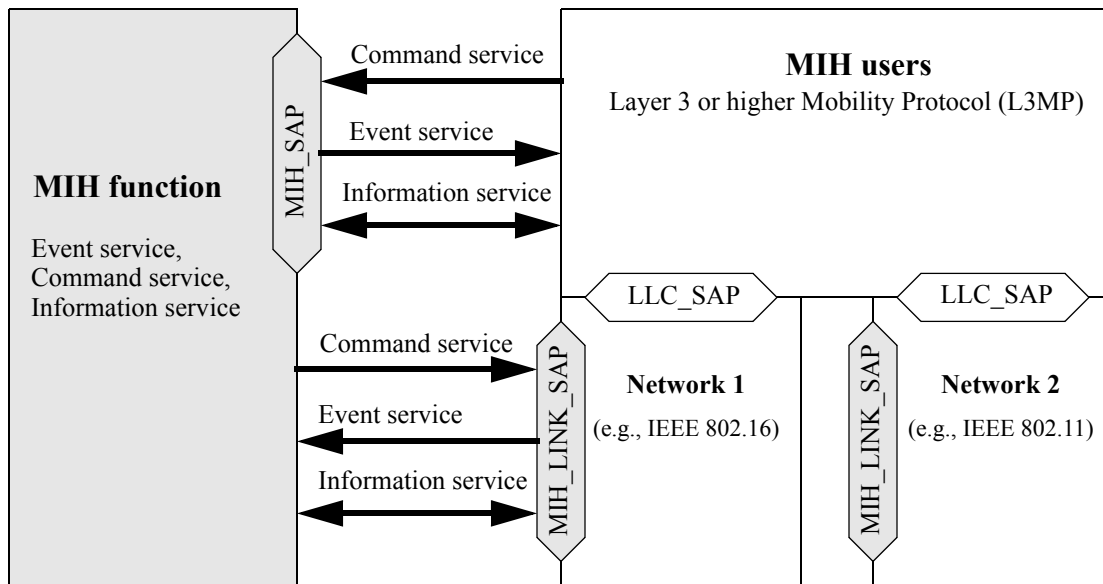 MIH function
Event service,
Command service,
Information service
MIH_SAP
Command service
Event service
Information service
MIH users
Layer 3 or higher Mobility Protocol (L3MP)
LLC_SAP
LLC_SAP
Command service
Event service
Information service
MIH_LINK_SAP
Network 1
(e.g., IEEE 802.16)
MIH_LINK_SAP
Network 2
(e.g., IEEE 802.11)